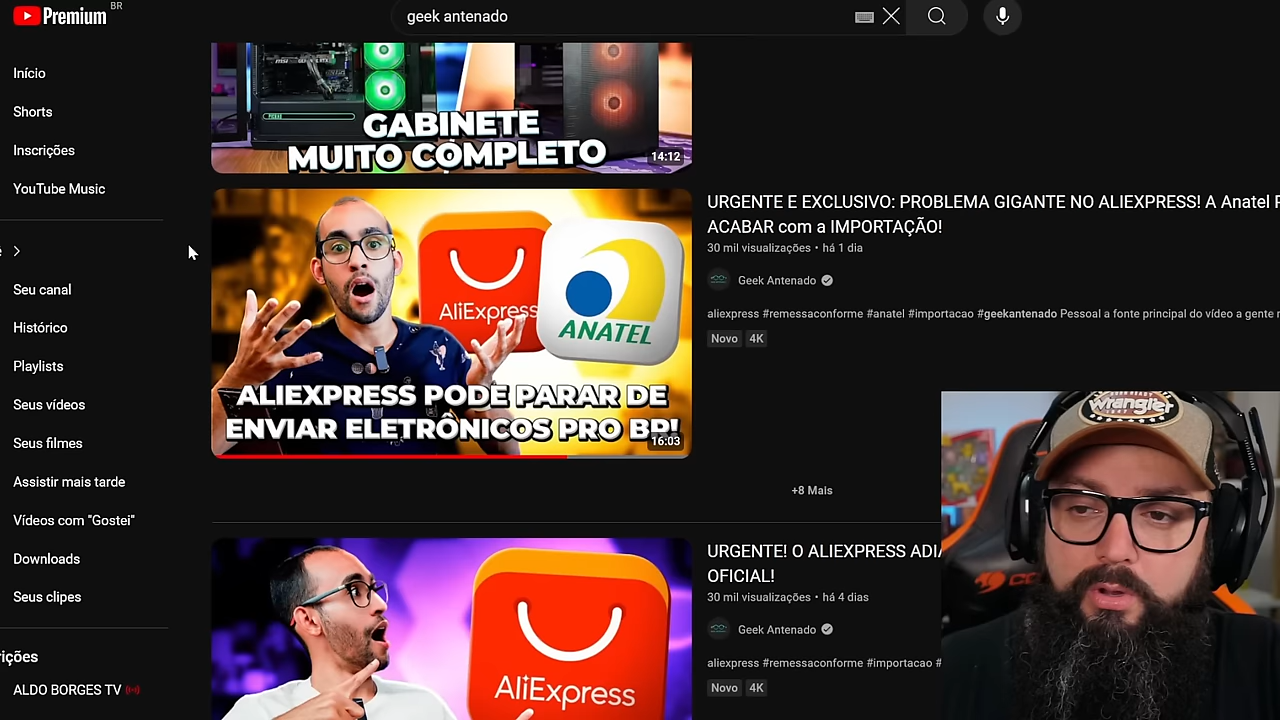 Premium
BR
geek antenado
Início
Shorts
Inscrições
Seu canal
YouTube Music
Histórico
Playlists
Seus vídeos
Seus filmes
Assistir mais tarde
Vídeos com "Gostei"
Downloads
Seus clipes
ALDO BORGES TV
GABINETE
MUITO COMPLETO
14:12
AliExpress
ANATEL
ALIEXPRESS PODE PARAR DE
ENVIAR ELETRÔNICOS PRO BR!
16:03
URGENTE E EXCLUSIVO: PROBLEMA GIGANTE NO ALIEXPRESS! A Anatel
ACABAR com a IMPORTAÇÃO!
30 mil visualizações • há 1 dia
Geek Antenado
aliexpress #remessaconforme #anatel #importacao #geekantenado Pessoal a fonte principal do vídeo a gente
Novo
4K
+8 Mais
AliExpress
URGENTE! O ALIEXPRESS
OFICIAL!
30 mil visualizações • há 4 dias
Geek Antenado
aliexpress #remessaconforme #importacao #
Novo
4K
wrangler